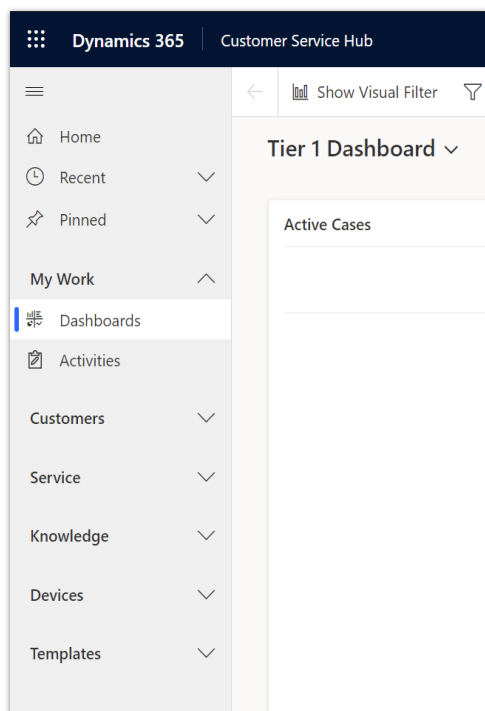 Dynamics 365 Customer Service Hub
Show Visual Filter
Home
Recent
Pinned
My Work
Dashboards
Activities
Customers
Service
Knowledge
Devices
Templates
Tier 1 Dashboard
Active Cases